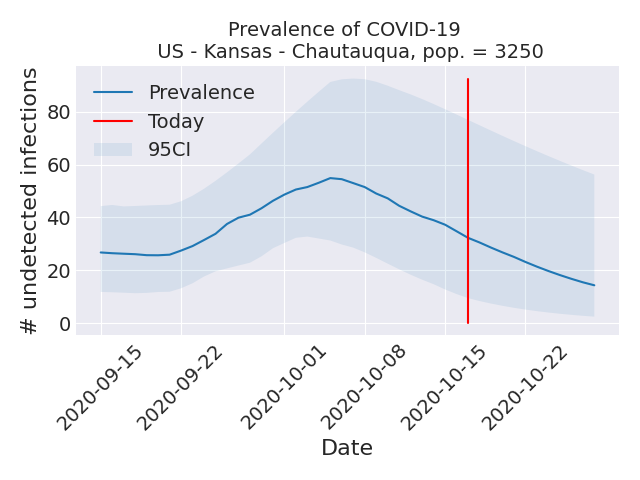 Prevalence of COVID-19
US - Kansas - Chautauqua, pop. = 3250
# undetected infections
80
60
40
20
0
Prevalence
Today
95CI
2020-09-15
2020-09-22
2020-10-01
2020-10-08
2020-10-15
2020-10-22
Date